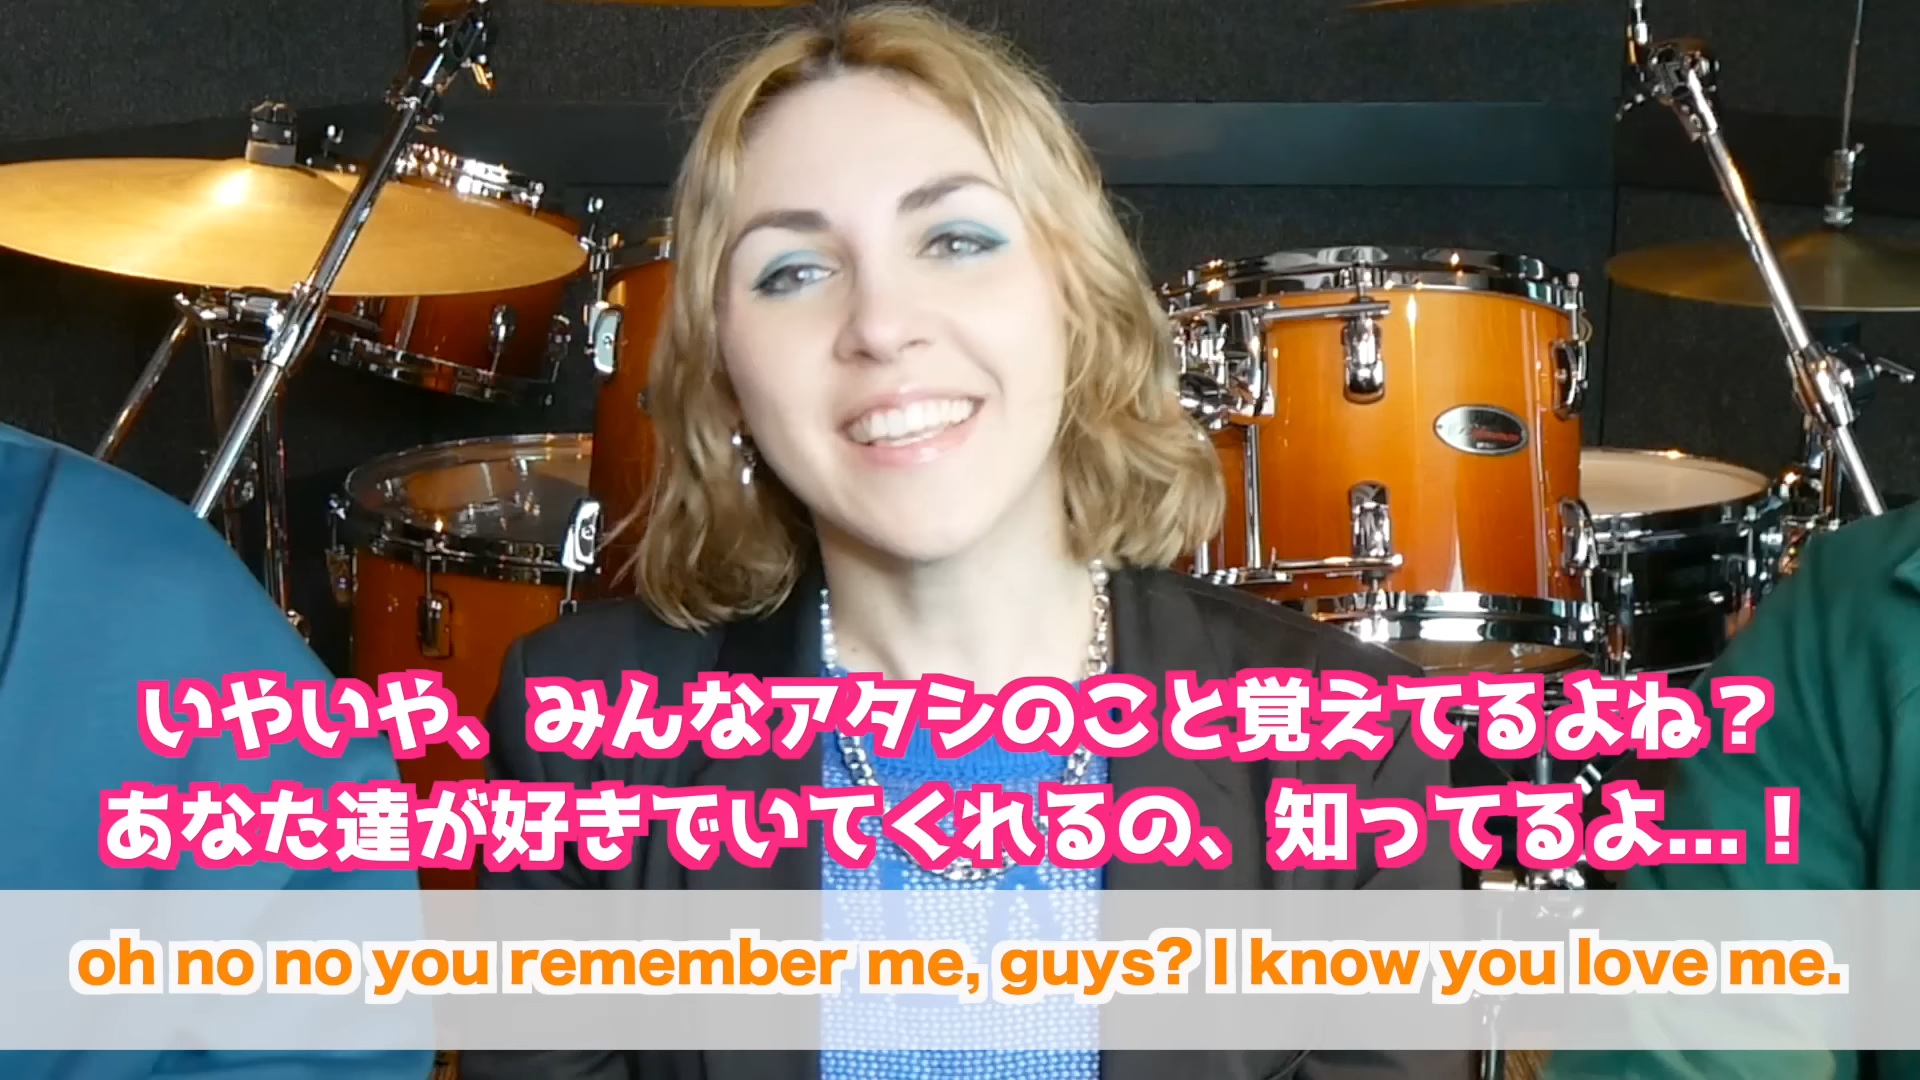 いやいや、みんなアタシのこと覚えてるよね？
あなた達が好きでいてくれるの、知ってるよ...！
oh no no you remember me, guys? I know you love me.